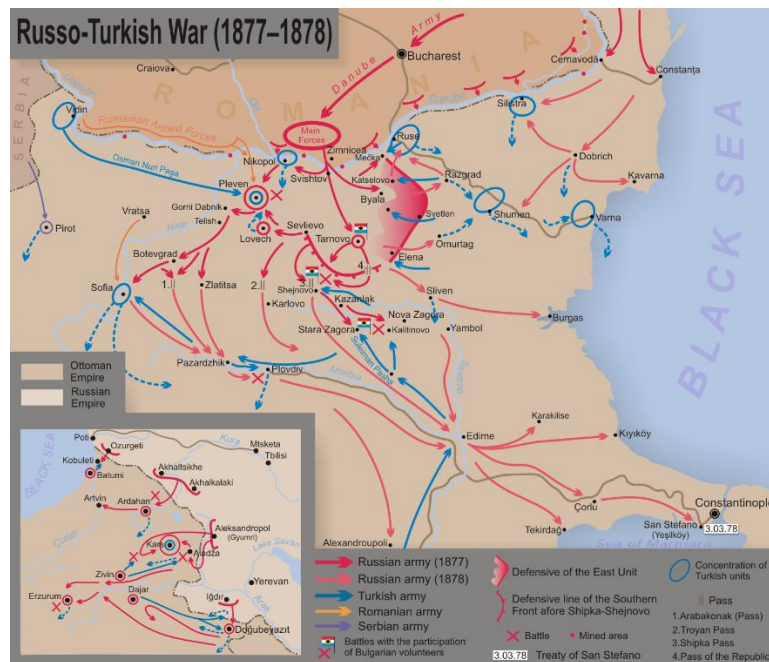 Russo-Turkish War (1877–1878)
Army
Danube
Bucharest
Craiova
Cernavodă
Constanța
SERBIA
ROMANIA
Danube
Olt
Vidin
Romanian Armed Forces
Main
Forces
Danube
Silistra
Ruse
Zimnicea
Mečka
Dobrich
Osman Nuri Paşa
Nikopol
Svishtov
Katselovo
Razgrad
Kavarna
Pleven
Byala
Gorni Dabnik
Telish
Svetlen
Shumen
Varna
Pirot
Vratsa
Iskar
Lovech
Sevlievo
Tarnovo
Omurtag
Elena
Botevgrad
4.
Sofia
1.
Zlatitsa
2.
3.
Shejnovo
Sliven
Karlovo
Kazanlak
Nova Zagora
Burgas
Stara Zagora
Kalitinovo
Yambol
Suleiman Pasha
Tundzha
Pazardzhik
Plovdiv
Maritsa
BLACK SEA
Ottoman
Empire
Russian
Empire
Edirne
Karakilise
Kıyıköy
Çorlu
Constantinople
San Stefano
(Yeşilköy)
3.03.78
Tekirdağ
Sea of Marmara
Alexandroupoli
BLACK SEA
Poti
Ozurgeti
Kura
Mtsketa
Tbilisi
Kobuleti
Akhaltsikhe
Batumi
Akhalkalaki
Artvin
Ardahan
Çoruh
Aleksandropol
(Gyumri)
Kars
Aladža
Lake Sevan
Zivin
Erzurum
Dajar
Yerevan
Iğdır
Aras
Doğubeyazıt
Russian army (1877)
Russian army (1878)
Turkish army
Romanian army
Serbian army
Battles with the participation
of Bulgarian volunteers
Defensive of the East Unit
Defensive line of the Southern
Front afore Shipka-Shejnovo
Battle
Mined area
3.03.78
Treaty of San Stefano
Concentration of
Turkish units
Pass
1.Arabakonak (Pass)
2.Troyan Pass
3.Shipka Pass
4.Pass of the Republic